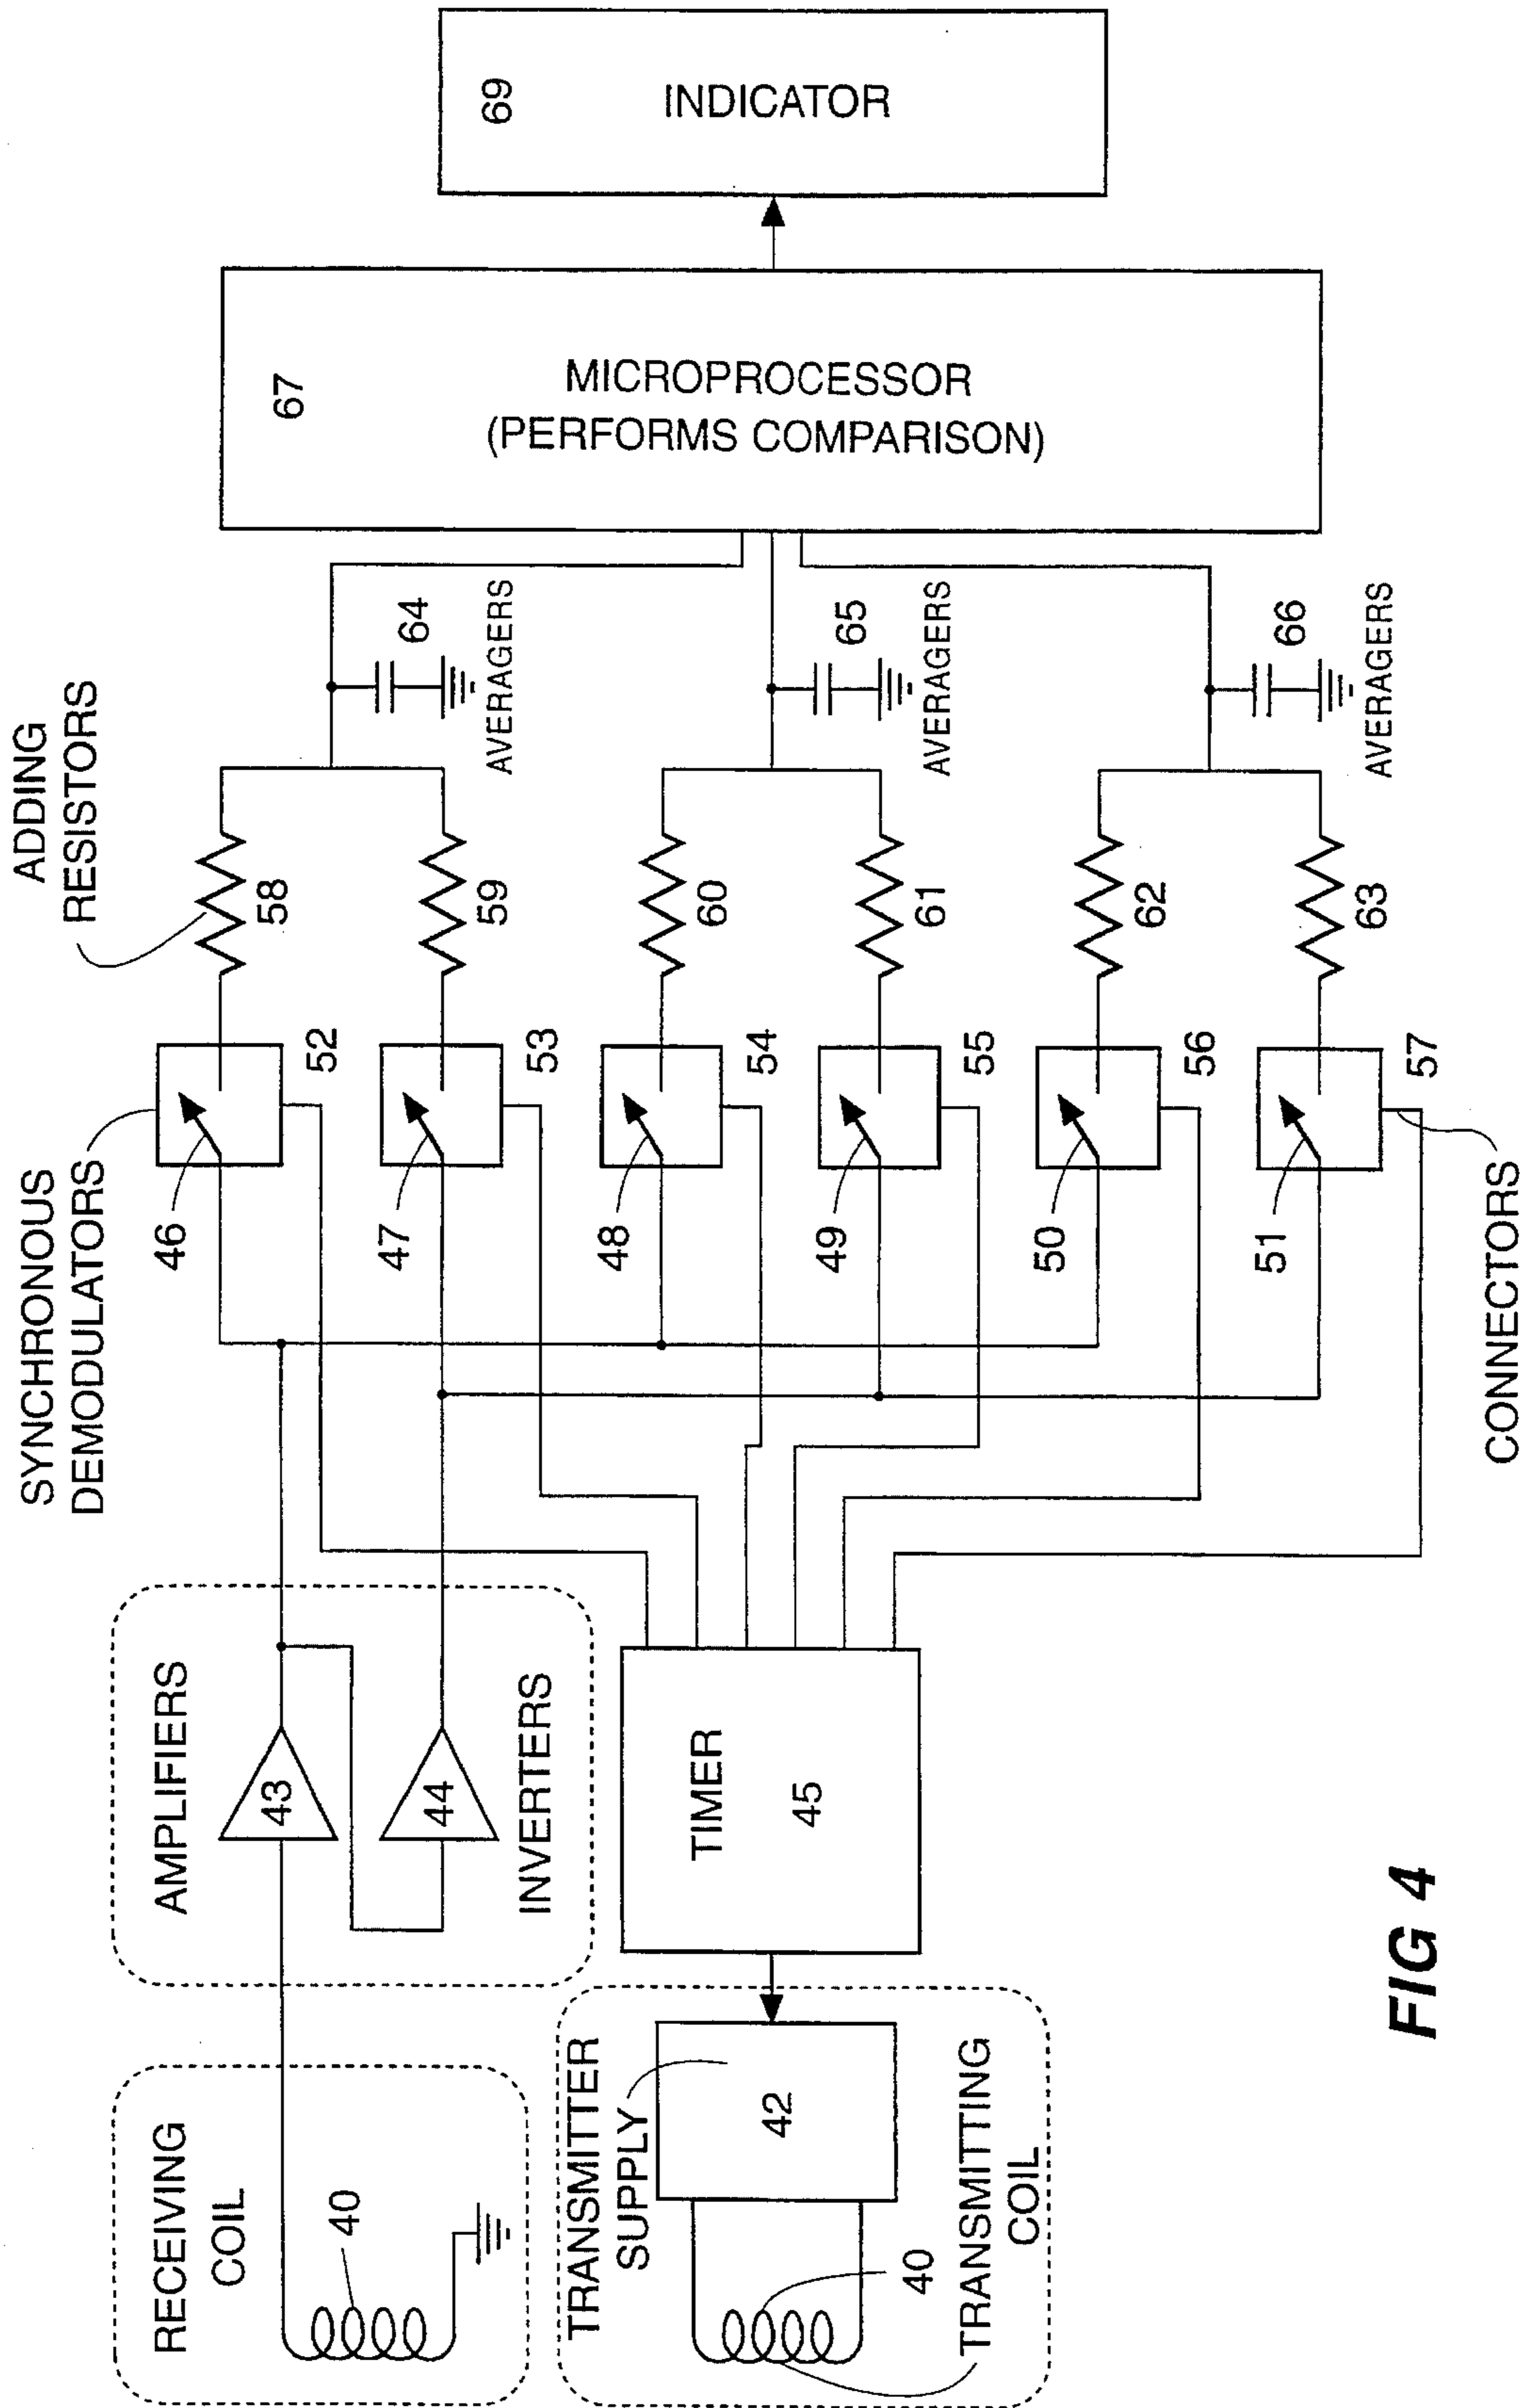 RECEIVING
COIL
40
TRANSMITTER
SUPPLY
42
40
TRANSMITTING
COIL
AMPLIFIERS
43
44
INVERTERS
TIMER
45
SYNCHRONOUS
DEMODULATORS
46
47
48
49
50
51
52
53
54
55
56
57
CONNECTORS
ADDING
RESISTORS
58
59
60
61
62
63
64
AVERAGERS
65
AVERAGERS
66
AVERAGERS
67
MICROPROCESSOR
(PERFORMS COMPARISON)
69
INDICATOR
FIG 4